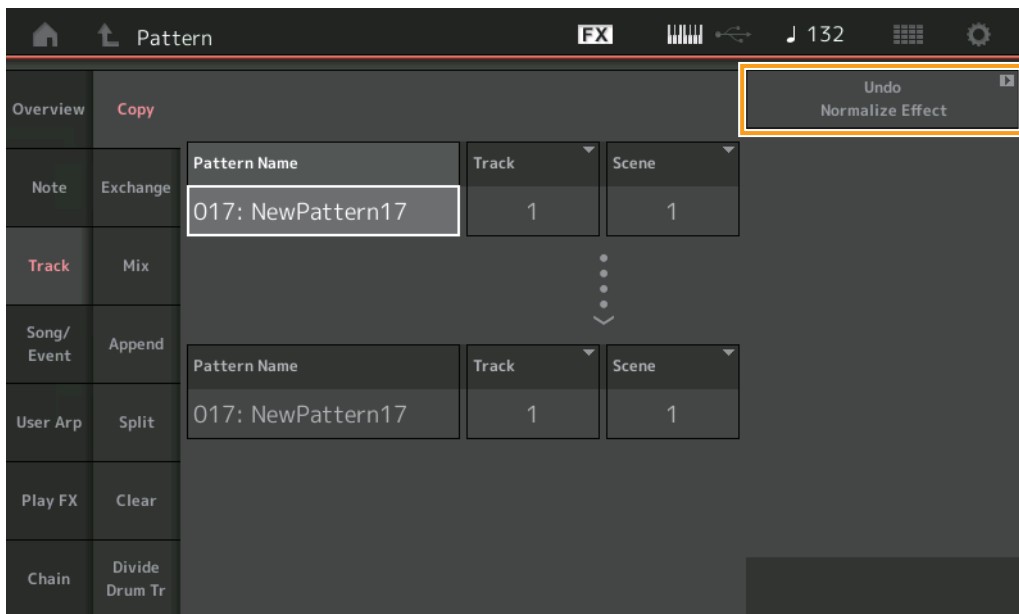 Pattern
FX
♩ 132
Overview
Copy
Undo
Normalize Effect
Note
Exchange
Pattern Name
Track
Scene
017: NewPattern17
1
1
Track
Mix
Song/
Event
Append
Pattern Name
Track
Scene
017: NewPattern17
1
1
User Arp
Split
Play FX
Clear
Chain
Divide
Drum Tr